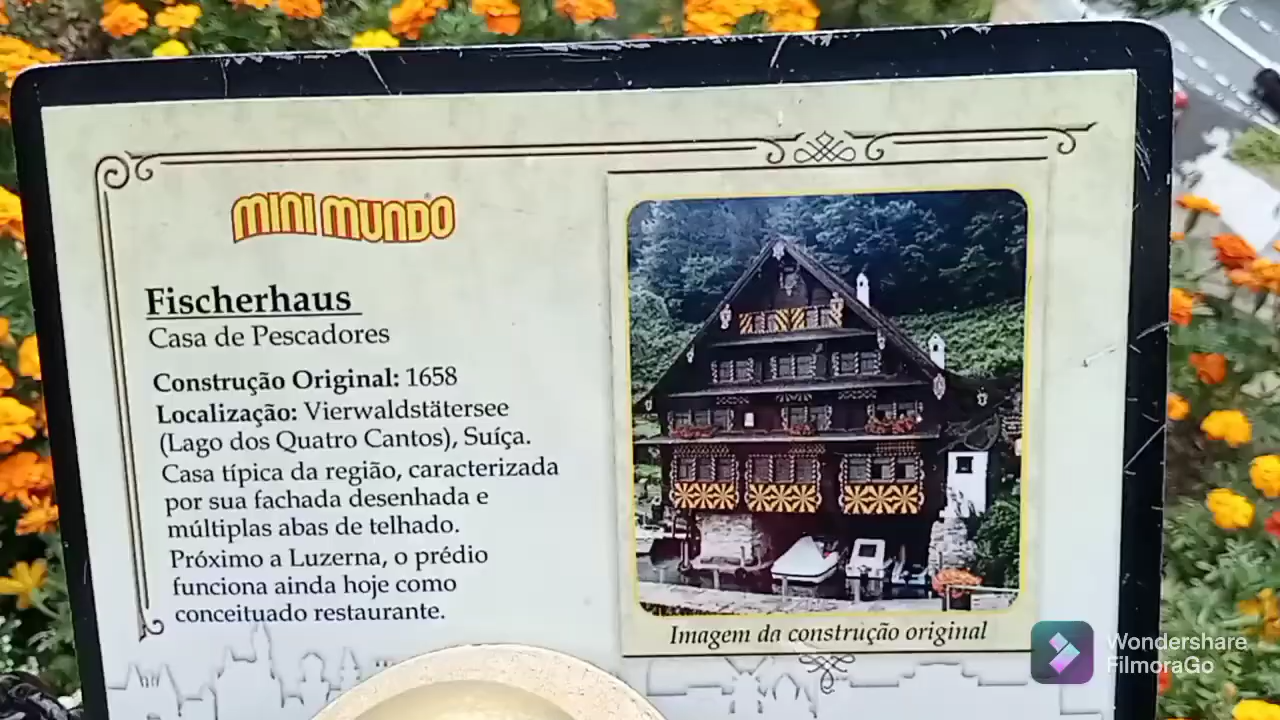 MINI MUNDO
Fischerhaus
Casa de Pescadores
Construção Original: 1658
Localização: Vierwaldstätersee
(Lago dos Quatro Cantos), Suíça.
Casa típica da região, caracterizada
por sua fachada desenhada e
múltiplas abas de telhado.
Próximo a Luzerna, o prédio
funciona ainda hoje como
conceituado restaurante.
Imagem da construção original
Wondershare
FilmoraGo